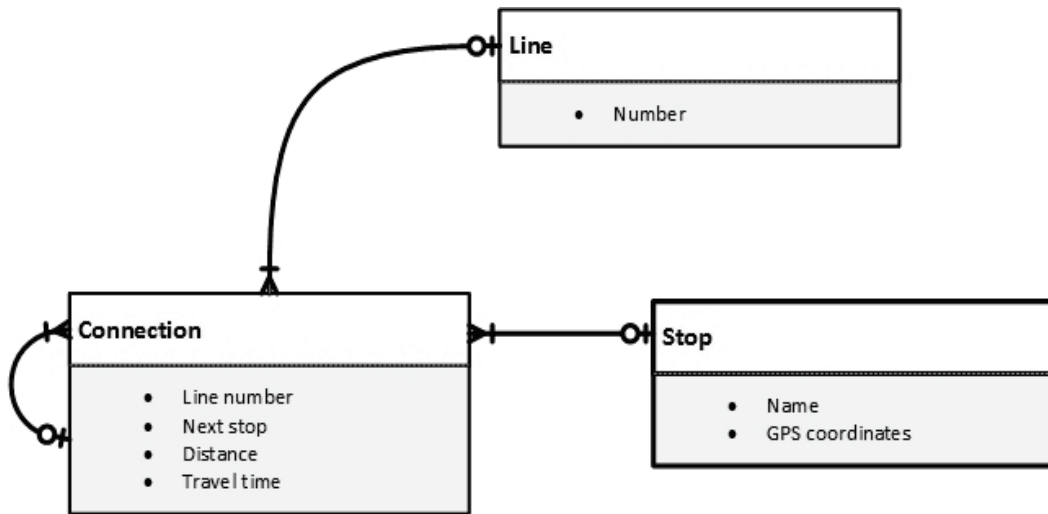 Line
• Number
Connection
• Line number
• Next stop
• Distance
• Travel time
Stop
• Name
• GPS coordinates